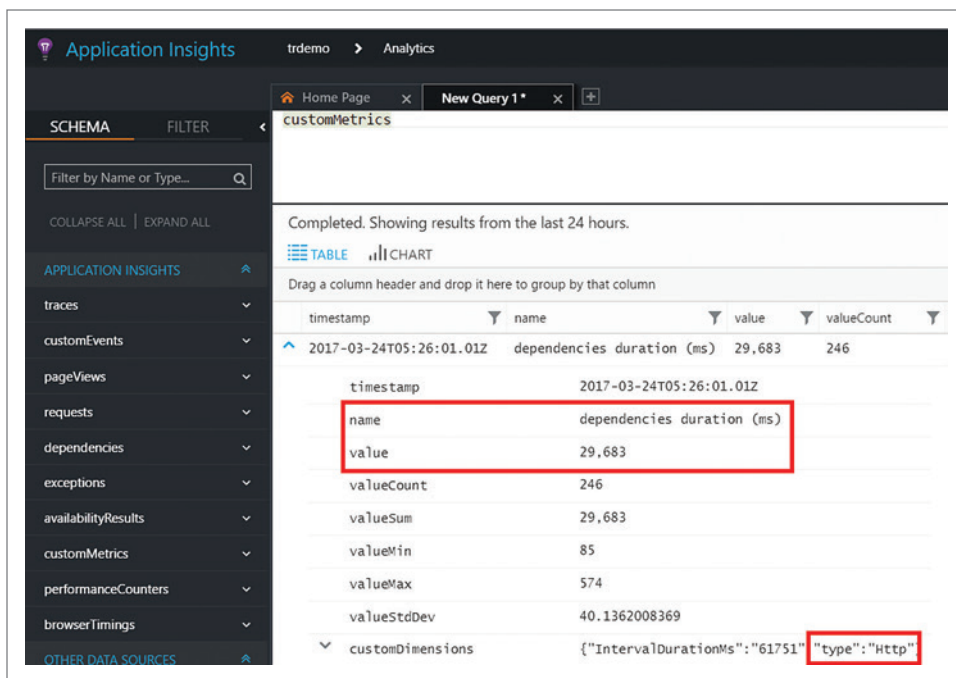 Application Insights trdemo > Analytics
Home Page x New Query 1* x +
SCHEMA FILTER <
customMetrics
Filter by Name or Type...
COLLAPSE ALL | EXPAND ALL
APPLICATION INSIGHTS
traces
customEvents
pageViews
requests
dependencies
exceptions
availabilityResults
customMetrics
performanceCounters
browserTimings
OTHER DATA SOURCES
Completed. Showing results from the last 24 hours.
TABLE CHART
Drag a column header and drop it here to group by that column
timestamp name value valueCount
2017-03-24T05:26:01.01Z dependencies duration (ms) 29,683 246
timestamp 2017-03-24T05:26:01.01Z
name dependencies duration (ms)
value 29,683
valueCount 246
valueSum 29,683
valueMin 85
valueMax 574
valueStdDev 40.1362008369
customDimensions {"IntervalDurationMs":"61751" "type":"Http"}